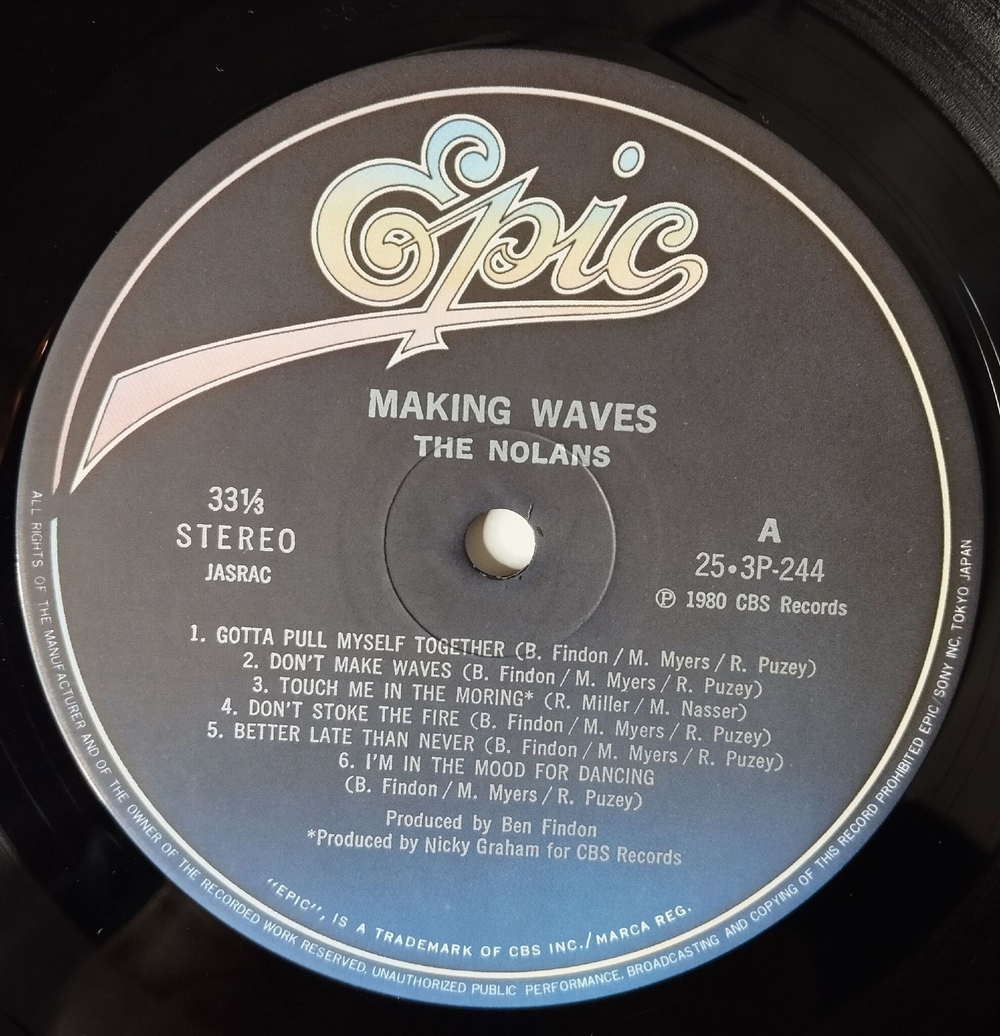 Epic
MAKING WAVES
THE NOLANS
33⅓
STEREO
JASRAC
A
25•3P-244
Ⓟ 1980 CBS Records
1. GOTTA PULL MYSELF TOGETHER (B. Findon / M. Myers / R. Puzey)
2. DON'T MAKE WAVES (B. Findon / M. Myers / R. Puzey)
3. TOUCH ME IN THE MORING* (R. Miller / M. Nasser)
4. DON'T STOKE THE FIRE (B. Findon / M. Myers / R. Puzey)
5. BETTER LATE THAN NEVER (B. Findon / M. Myers / R. Puzey)
6. I'M IN THE MOOD FOR DANCING
(B. Findon / M. Myers / R. Puzey)
Produced by Ben Findon
*Produced by Nicky Graham for CBS Records
"EPIC", IS A TRADEMARK OF CBS INC./MARCA REG.
ALL RIGHTS OF THE MANUFACTURER AND OF THE OWNER OF THE RECORDED WORK RESERVED. UNAUTHORIZED PUBLIC PERFORMANCE, BROADCASTING AND COPYING OF THIS RECORD PROHIBITED EPIC/SONY INC. TOKYO JAPAN